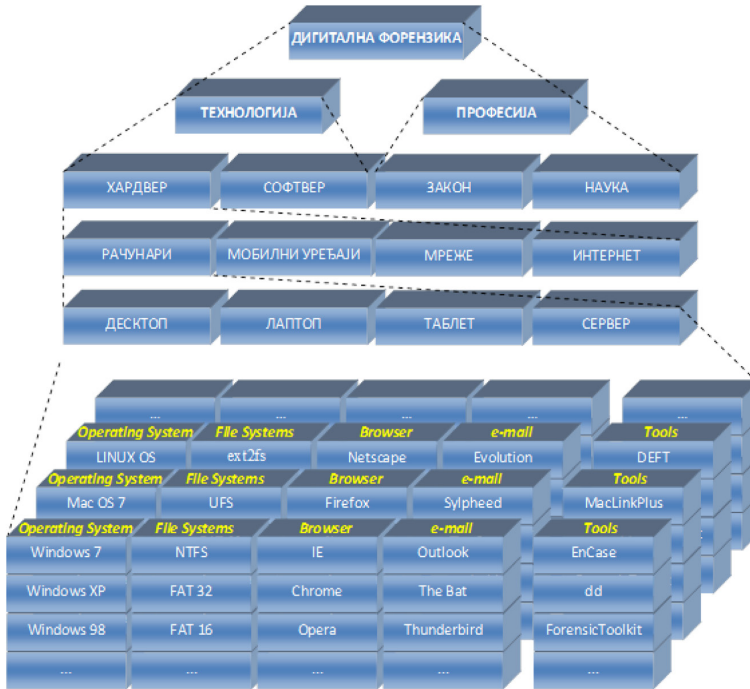 ДИГИТАЛНА ФОРЕНЗИКА
ТЕХНОЛОГИЈА ПРОФЕСИЈА
ХАРДВЕР СОФТВЕР ЗАКОН НАУКА
РАЧУНАРИ МОБИЛНИ УРЕЂАЈИ МРЕЖЕ ИНТЕРНЕТ
ДЕСКТОП ЛАПТОП ТАБЛЕТ СЕРВЕР
... ... ... ... ...
Operating System File Systems Browser e-mail Tools
LINUX OS ext2fs Netscape Evolution DEFT
Operating System File Systems Browser e-mail Tools
Mac OS 7 UFS Firefox Sylpheed MacLinkPlus
Operating System File Systems Browser e-mail Tools
Windows 7 NTFS IE Outlook EnCase
Windows XP FAT 32 Chrome The Bat dd
Windows 98 FAT 16 Opera Thunderbird ForensicToolkit
... ... ... ... ...